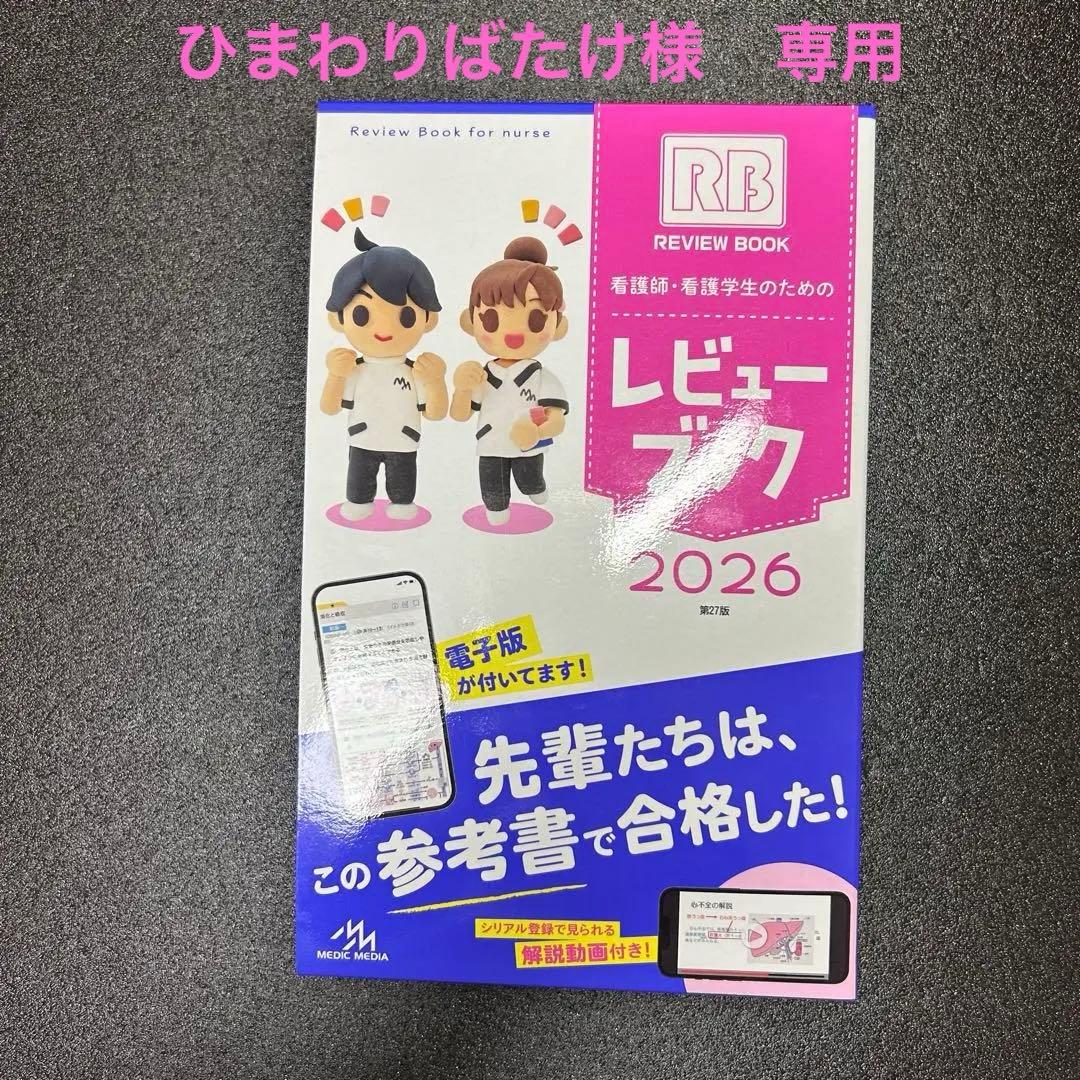 ひまわりばたけ様　専用
Review Book for nurse
RB
REVIEW BOOK
看護師・看護学生のための
レビュー
ブック
2026
第27版
電子版
が付いてます!
先輩たちは、
この参考書で合格した!
シリアル登録で見られる
解説動画付き!
心不全の解説
MEDIC MEDIA